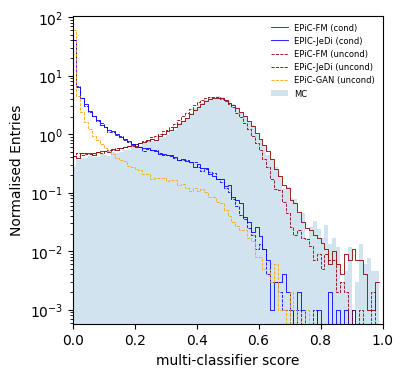 10²
10¹
10⁰
10⁻¹
10⁻²
10⁻³
Normalised Entries
EPiC-FM (cond)
EPiC-JeDi (cond)
EPiC-FM (uncond)
EPiC-JeDi (uncond)
EPiC-GAN (uncond)
MC
0.0 0.2 0.4 0.6 0.8 1.0
multi-classifier score